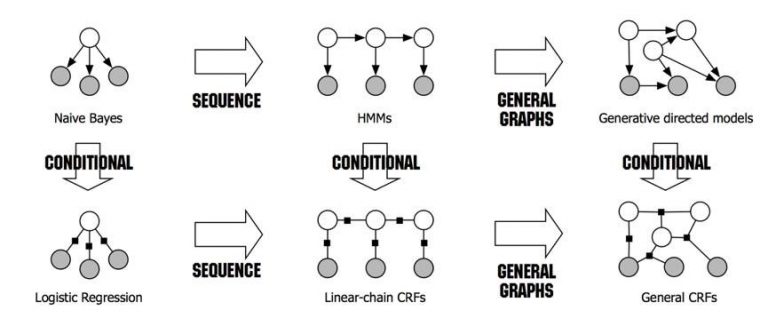 SEQUENCE
GENERAL
GRAPHS
Naive Bayes
HMMs
Generative directed models
CONDITIONAL
CONDITIONAL
CONDITIONAL
SEQUENCE
GENERAL
GRAPHS
Logistic Regression
Linear-chain CRFs
General CRFs